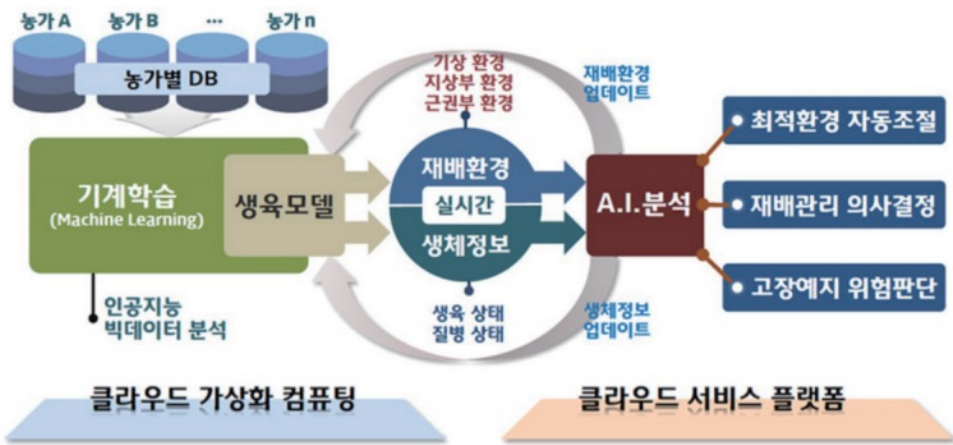 농가 A 농가 B ... 농가 n
농가별 DB
기상 환경
지상부 환경
근권부 환경
재배환경
업데이트
기계학습
(Machine Learning)
생육모델
재배환경
실시간
생체정보
A.I.분석
최적환경 자동조절
재배관리 의사결정
고장예지 위험판단
인공지능
빅데이터 분석
생육 상태
질병 상태
생체정보
업데이트
클라우드 가상화 컴퓨팅
클라우드 서비스 플랫폼